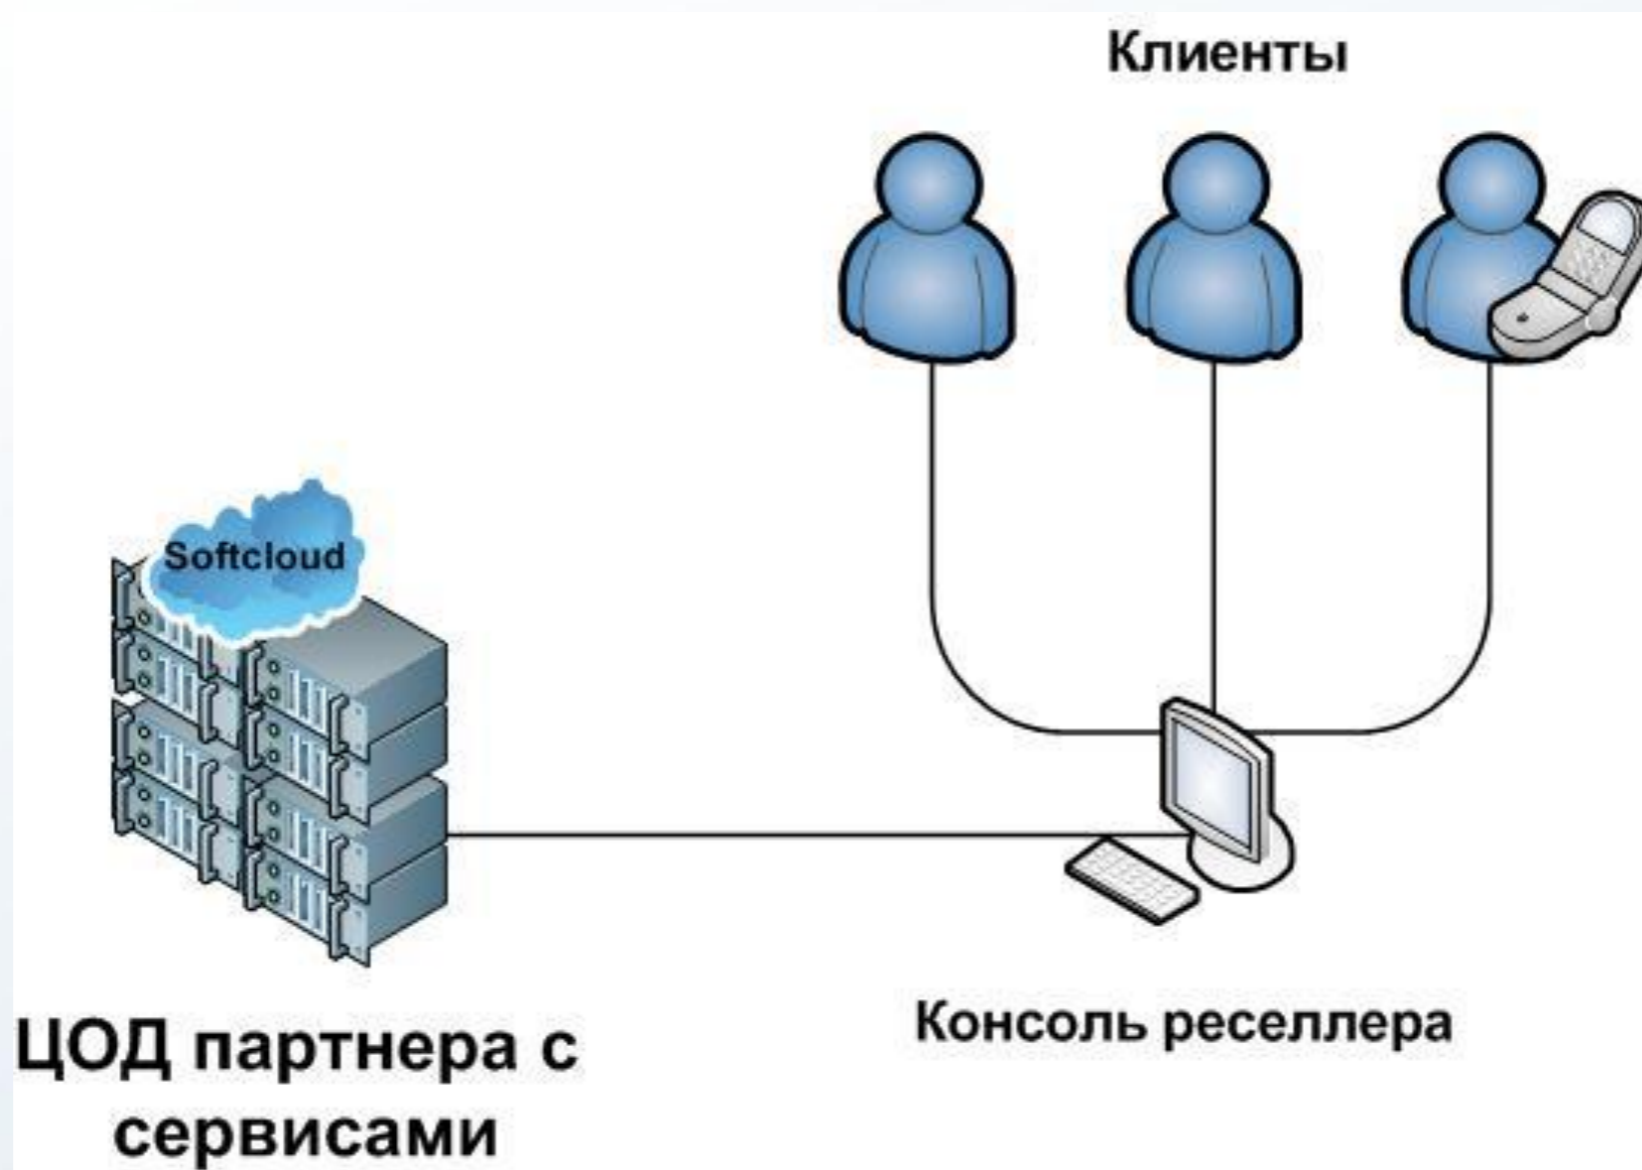 Клиенты
Softcloud
Консоль реселлера
ЦОД партнера с
сервисами